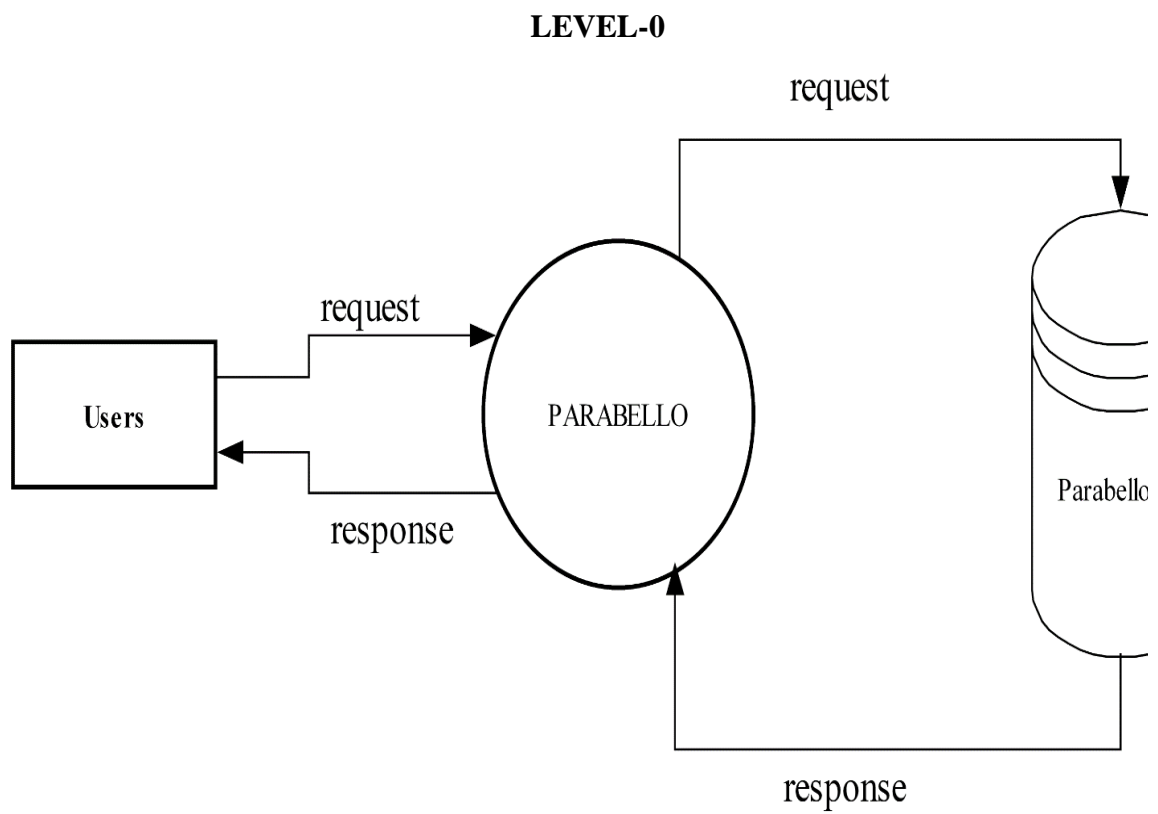 LEVEL-0
request
request
Users
PARABELLO
Parabello
response
response